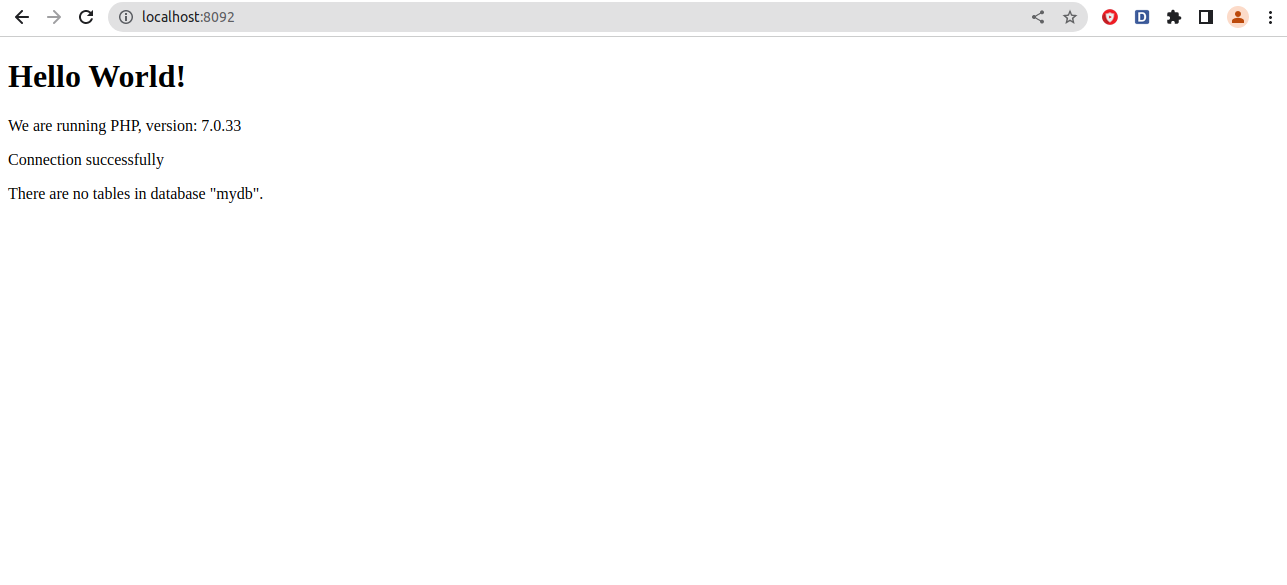 localhost:8092
D
Hello World!
We are running PHP, version: 7.0.33
Connection successfully
There are no tables in database "mydb".